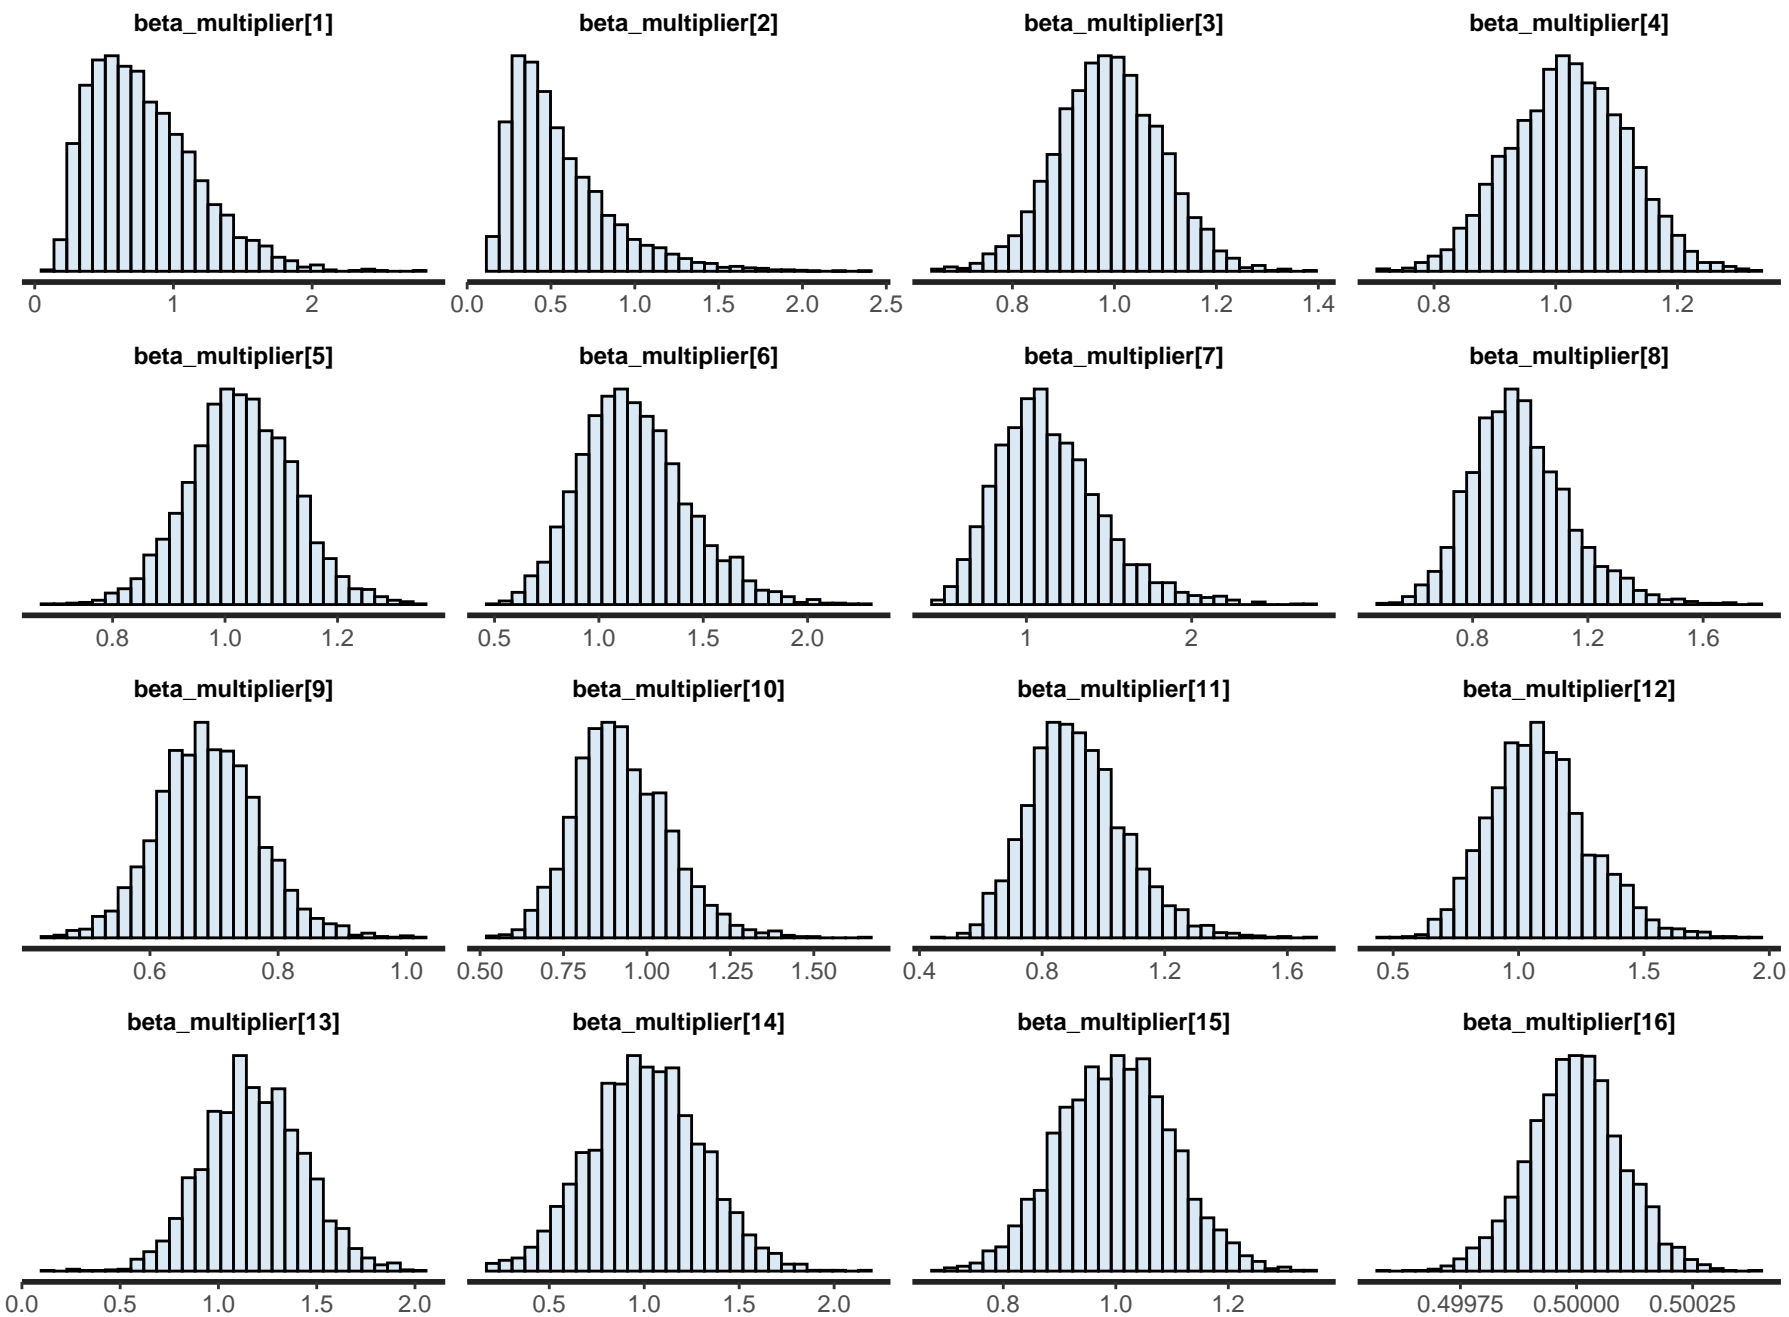 beta_multiplier[1] beta_multiplier[2] beta_multiplier[3] beta_multiplier[4]
0 1 2 0.0 0.5 1.0 1.5 2.0 2.5 0.8 1.0 1.2 1.4 0.8 1.0 1.2
beta_multiplier[5] beta_multiplier[6] beta_multiplier[7] beta_multiplier[8]
0.8 1.0 1.2 0.5 1.0 1.5 2.0 1 2 0.8 1.2 1.6
beta_multiplier[9] beta_multiplier[10] beta_multiplier[11] beta_multiplier[12]
0.6 0.8 1.0 0.50 0.75 1.00 1.25 1.50 0.4 0.8 1.2 1.6 0.5 1.0 1.5 2.0
beta_multiplier[13] beta_multiplier[14] beta_multiplier[15] beta_multiplier[16]
0.0 0.5 1.0 1.5 2.0 0.5 1.0 1.5 2.0 0.8 1.0 1.2 0.49975 0.50000 0.50025